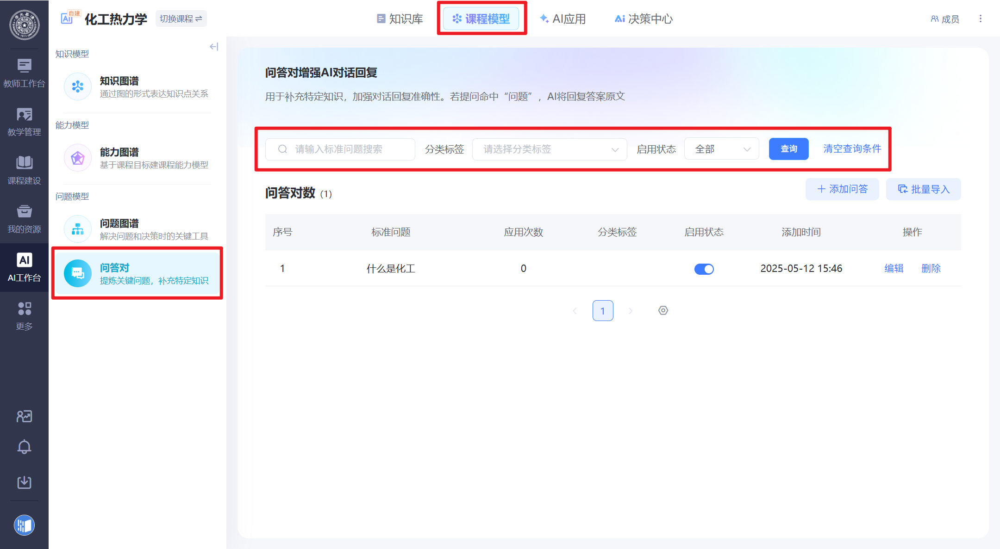 自建
AI
化工热力学
切换课程
知识库
课程模型
AI应用
Ai 决策中心
成员
教师工作台
教学管理
课程建设
我的资源
AI
AI工作台
更多
知识模型
知识图谱
通过图的形式表达知识点关系
能力模型
能力图谱
基于课程目标建课程能力模型
问题模型
问题图谱
解决问题和决策时的关键工具
问答对
提炼关键问题，补充特定知识
问答对增强AI对话回复
用于补充特定知识，加强对话回复准确性。若提问命中“问题”，AI将回复答案原文
请输入标准问题搜索
分类标签
请选择分类标签
启用状态
全部
查询
清空查询条件
问答对数 (1)
添加问答
批量导入
序号 标准问题 应用次数 分类标签 启用状态 添加时间 操作
1 什么是化工 0 2025-05-12 15:46 编辑 删除
1